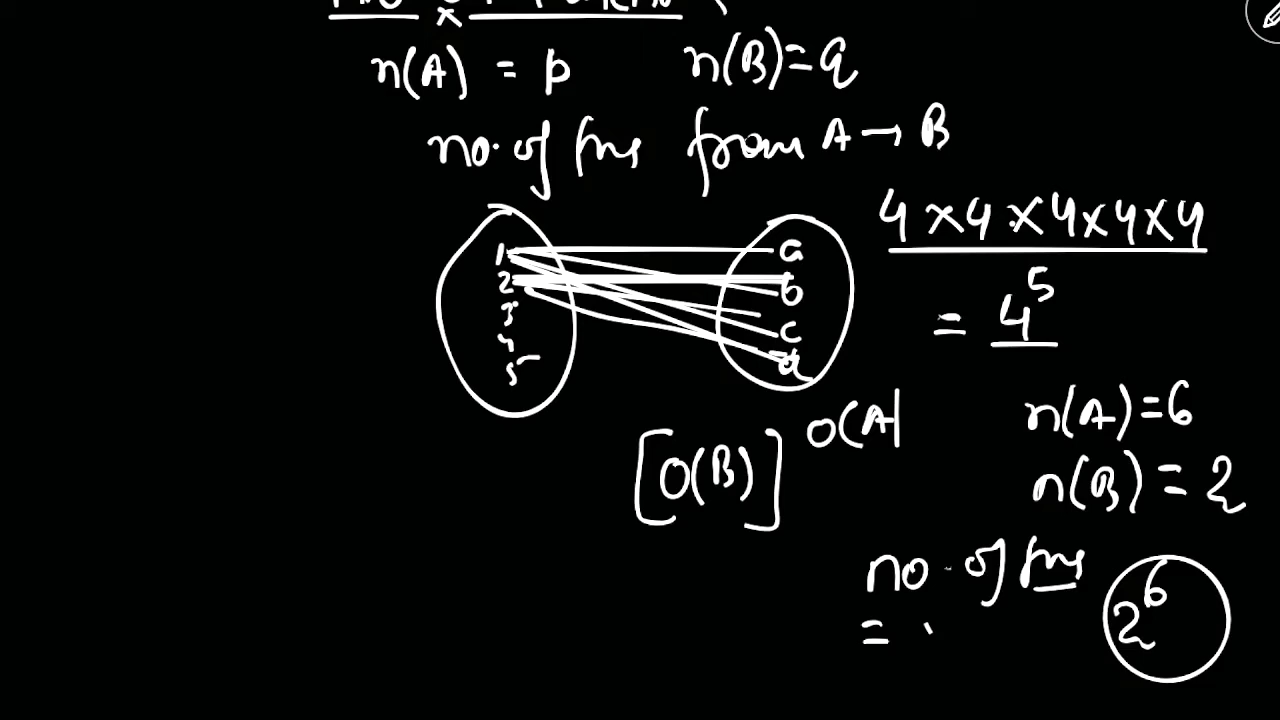 n(A) = p n(B)=q
no. of fns from A → B
4 × 4 × 4 × 4 × 4
1 a
2 b
3 c
4 d
5
= 4^5
[O(B)]^O(A)
n(A) = 6
n(B) = 2
no. of fns
= 2^6